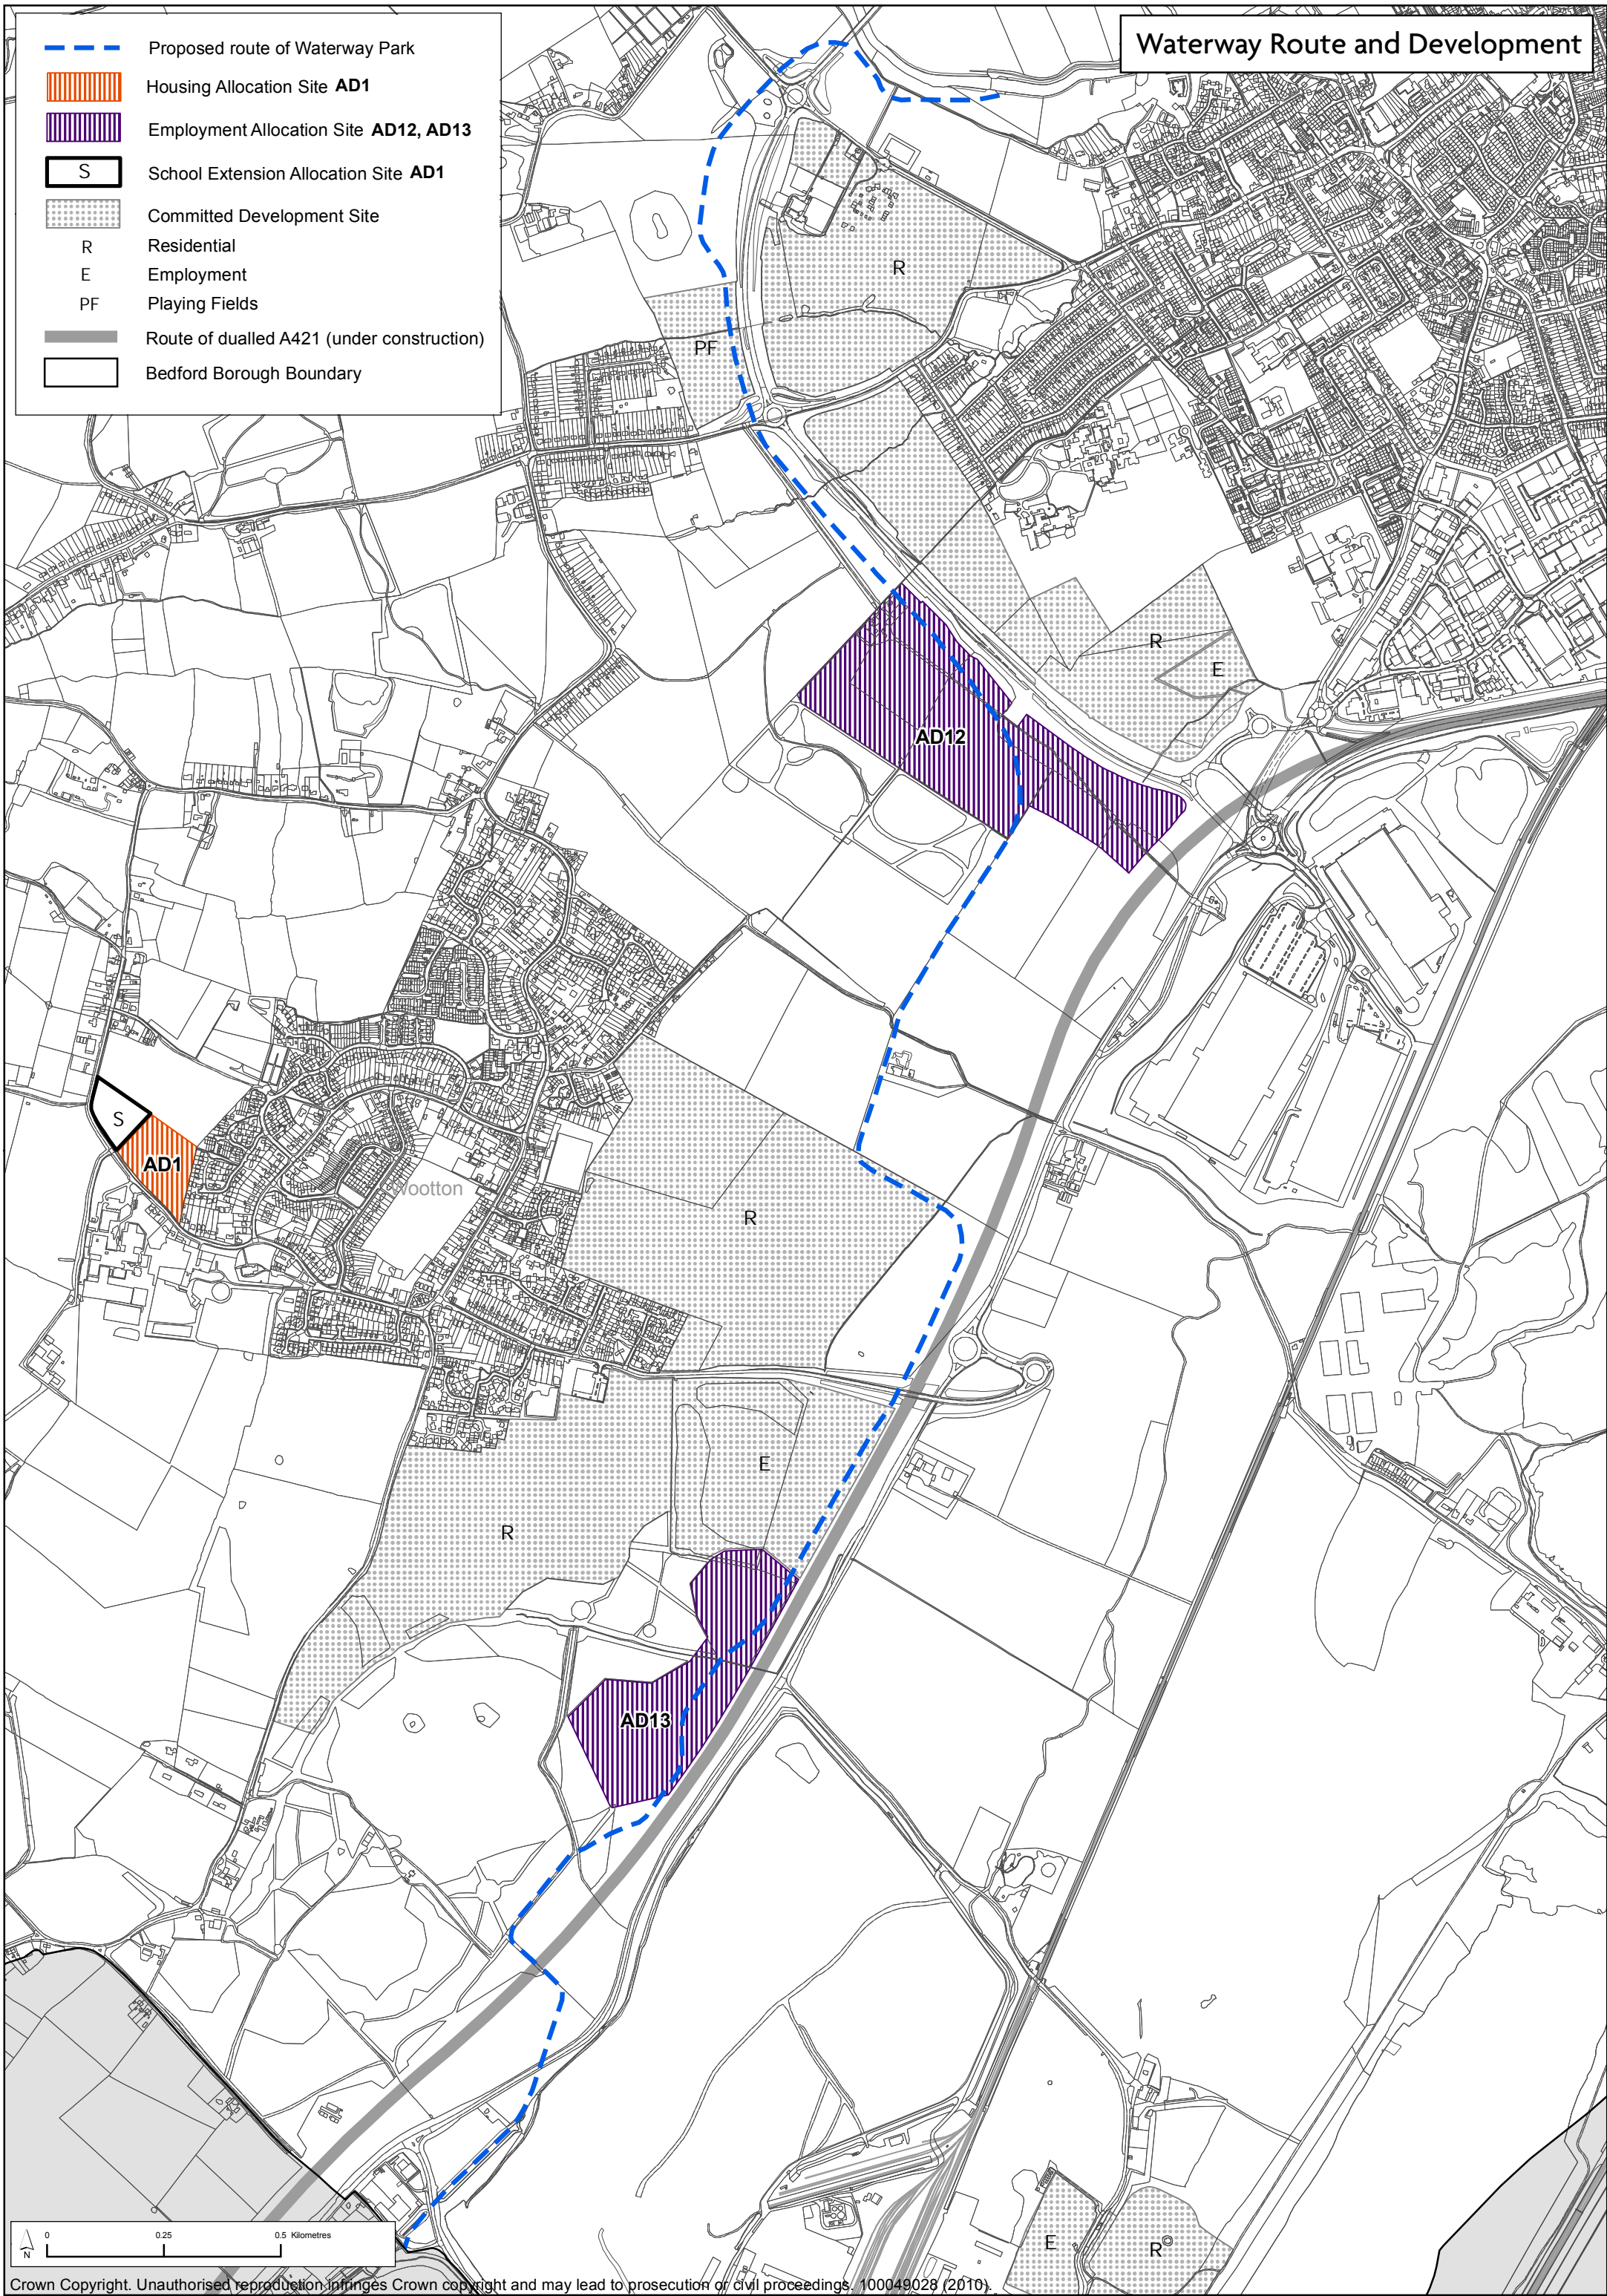 Waterway Route and Development
Proposed route of Waterway Park
Housing Allocation Site AD1
Employment Allocation Site AD12, AD13
S School Extension Allocation Site AD1
Committed Development Site
R Residential
E Employment
PF Playing Fields
Route of dualled A421 (under construction)
Bedford Borough Boundary
R
PF
R
E
AD12
S
AD1
Wootton
R
E
R
AD13
E
R
N
0 0.25 0.5 Kilometres
Crown Copyright. Unauthorised reproduction infringes Crown copyright and may lead to prosecution or civil proceedings. 100049028 (2010).